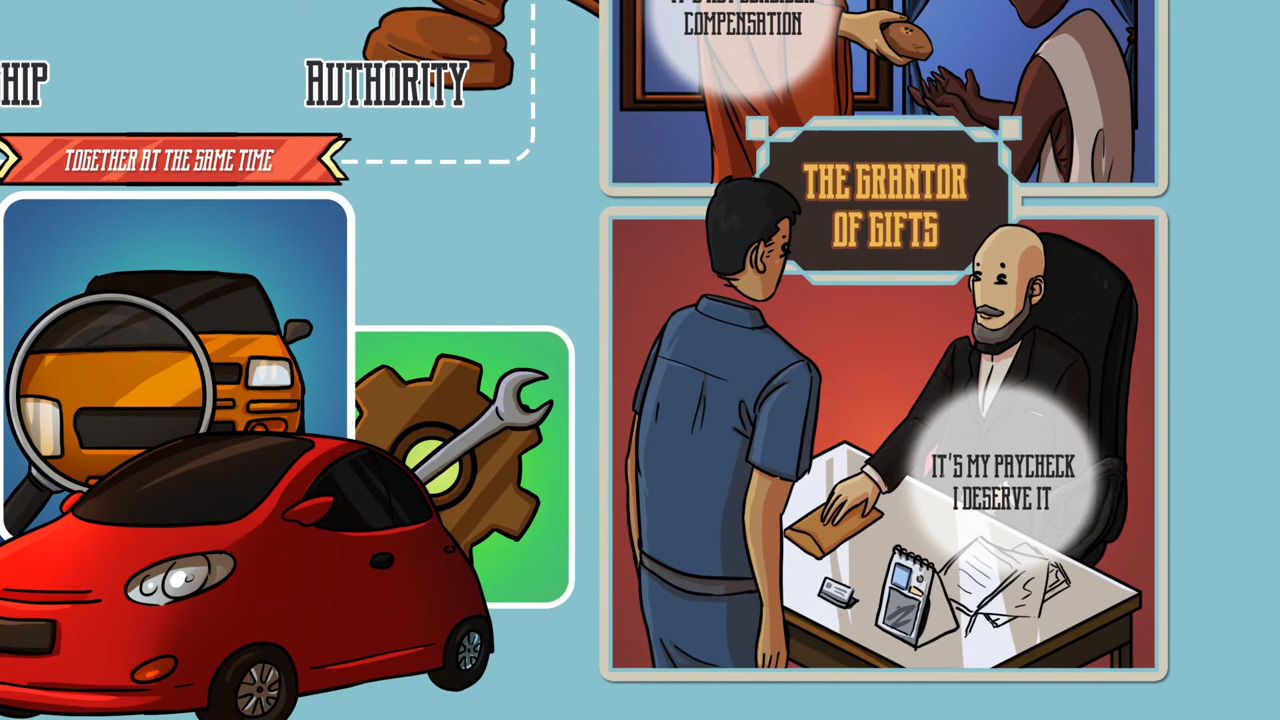 HIP
AUTHORITY
TOGETHER AT THE SAME TIME
COMPENSATION
THE GRANTOR
OF GIFTS
IT'S MY PAYCHECK
I DESERVE IT